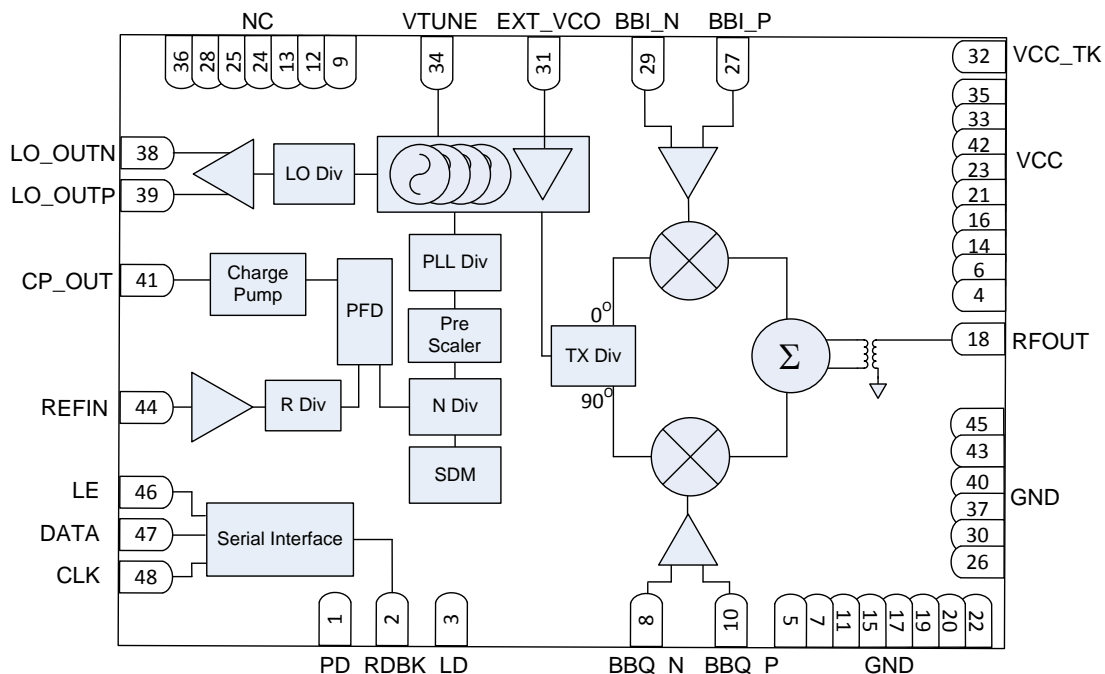 NC
VTUNE
EXT_VCO
BBI_N
BBI_P
36
28
25
24
13
12
9
34
31
29
27
32
VCC_TK
35
33
42
23
21
16
14
6
4
VCC
LO_OUTN
38
LO_OUTP
39
LO Div
CP_OUT
41
Charge
Pump
PFD
PLL Div
Pre
Scaler
N Div
SDM
REFIN
44
R Div
0O
TX Div
90O
Σ
18
RFOUT
LE
46
DATA
47
CLK
48
Serial Interface
45
43
40
37
30
26
GND
1
2
3
8
10
5
7
11
15
17
19
20
22
PD
RDBK
LD
BBQ_N
BBQ_P
GND